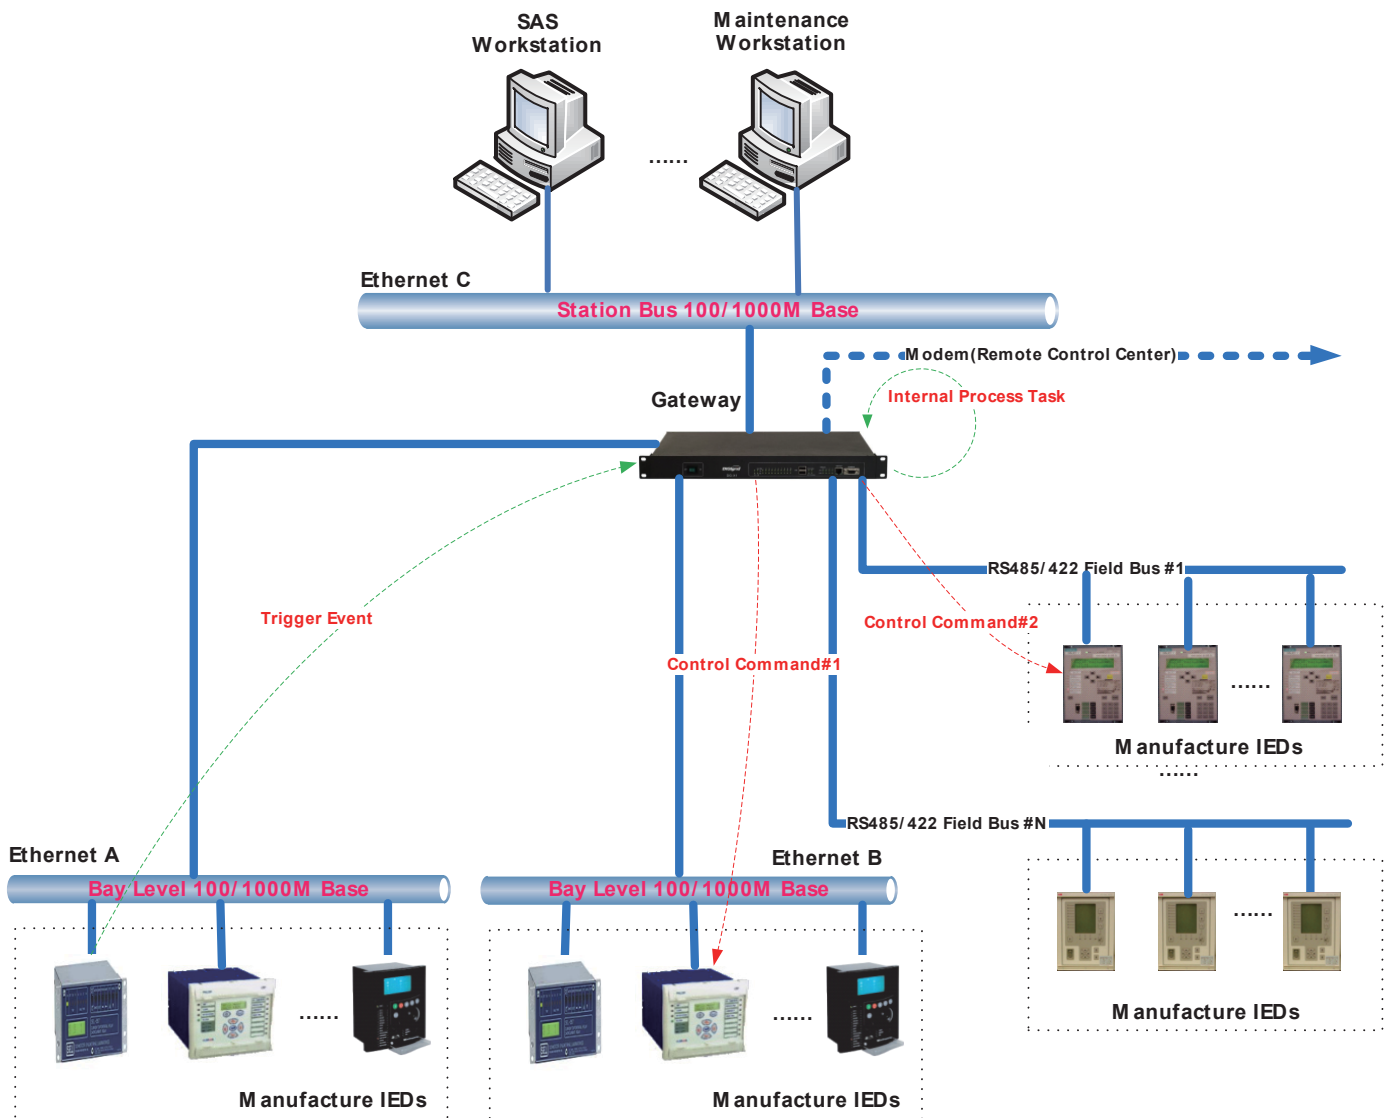 SAS
Workstation
Maintenance
Workstation
......
Ethernet C
Station Bus 100/1000M Base
Modem(Remote Control Center)
Gateway
Internal Process Task
RS485/422 Field Bus #1
Trigger Event
Control Command#2
Control Command#1
......
Manufacture IEDs
......
RS485/422 Field Bus #N
Ethernet A
Ethernet B
Bay Level 100/1000M Base
Bay Level 100/1000M Base
......
Manufacture IEDs
......
......
Manufacture IEDs
Manufacture IEDs